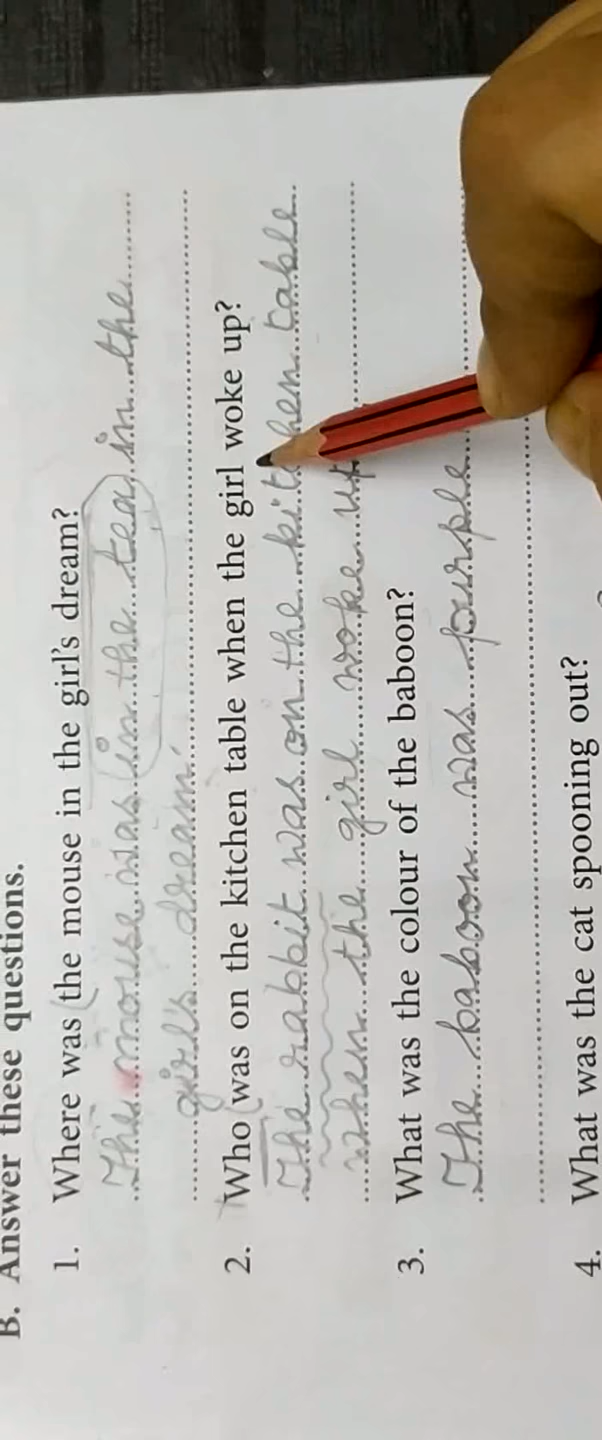 B. Answer these questions.
1. Where was the mouse in the girl's dream?
The mouse was in the tea in the
girl's dream.
2. Who was on the kitchen table when the girl woke up?
The rabbit was on the kitchen table
when the girl woke up
3. What was the colour of the baboon?
The baboon was purple
4. What was the cat spooning out?